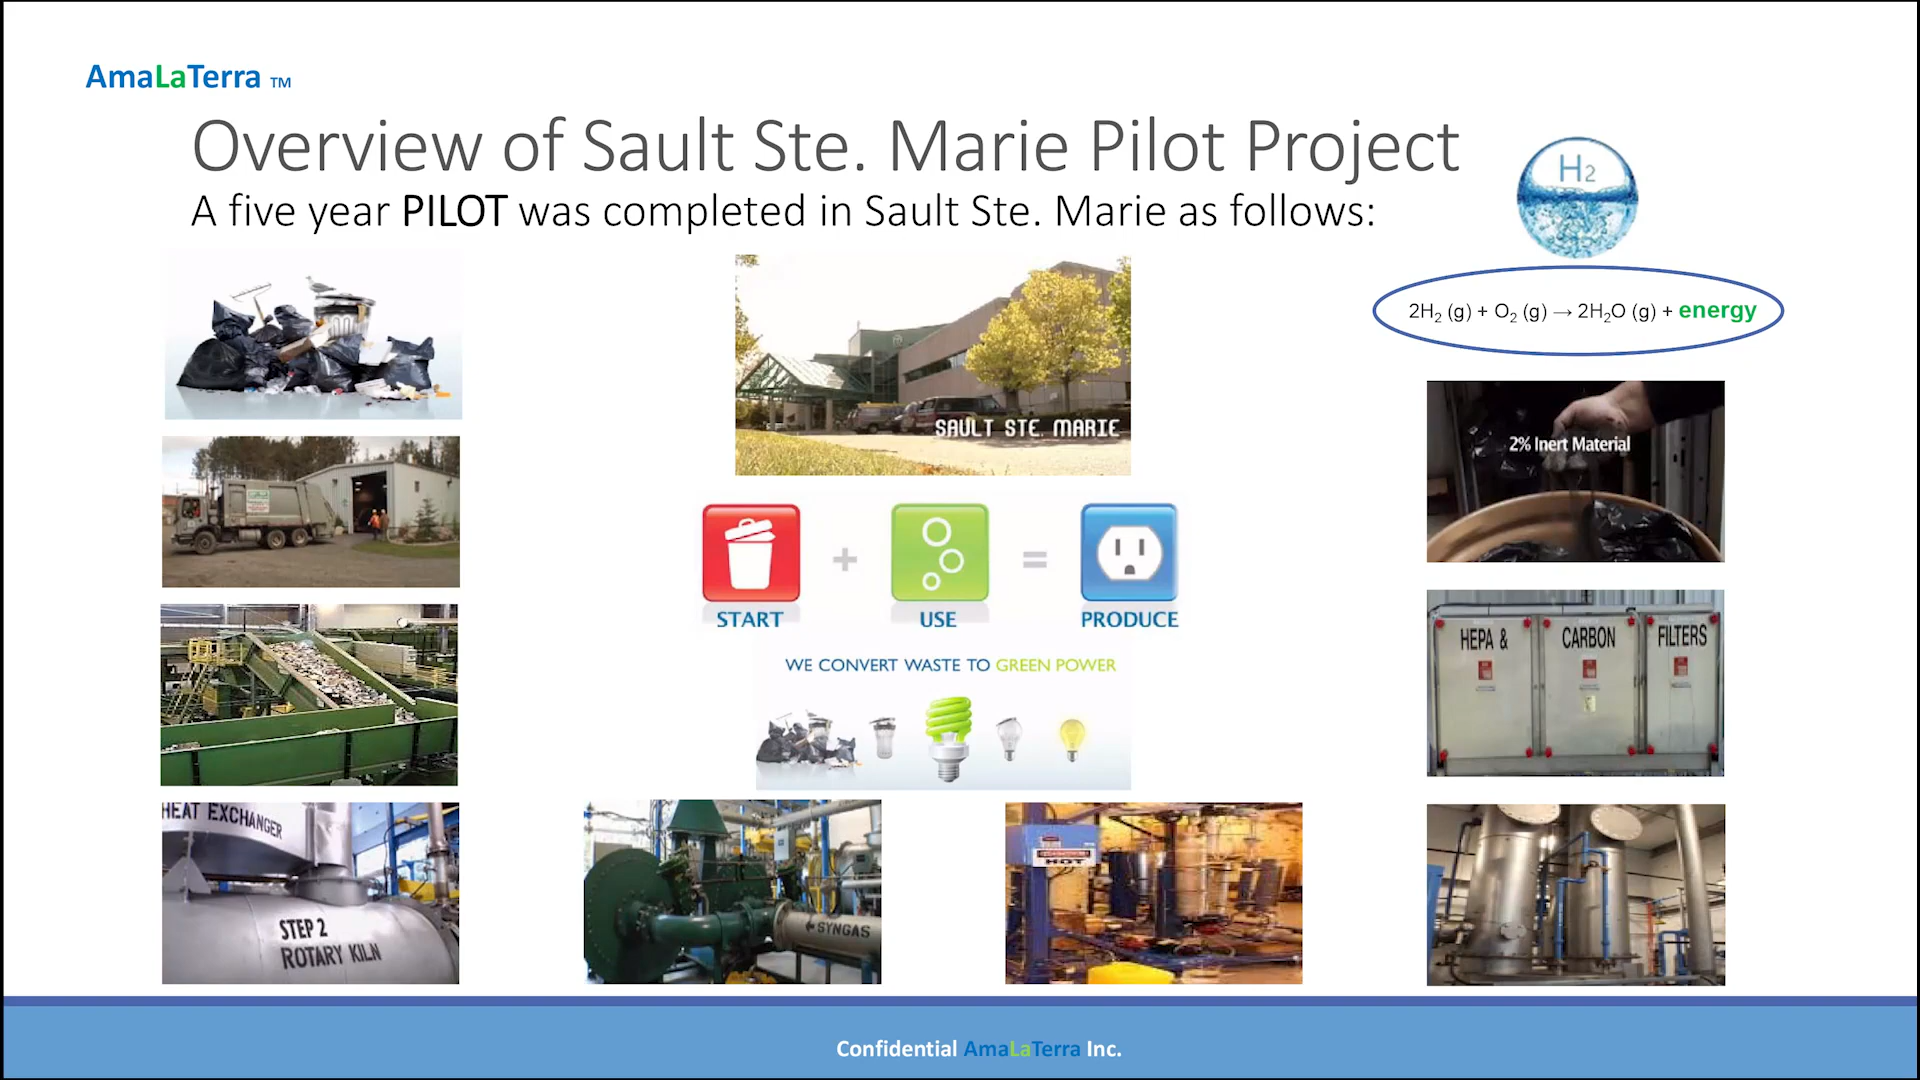 AmaLaTerra TM
Overview of Sault Ste. Marie Pilot Project
A five year PILOT was completed in Sault Ste. Marie as follows:
H2
2H2 (g) + O2 (g) → 2H2O (g) + energy
SAULT STE. MARIE
2% Inert Material
START + USE = PRODUCE
HEPA & CARBON FILTERS
WE CONVERT WASTE TO GREEN POWER
HEAT EXCHANGER
STEP 2
ROTARY KILN
SYNGAS
HOT
Confidential AmaLaTerra Inc.